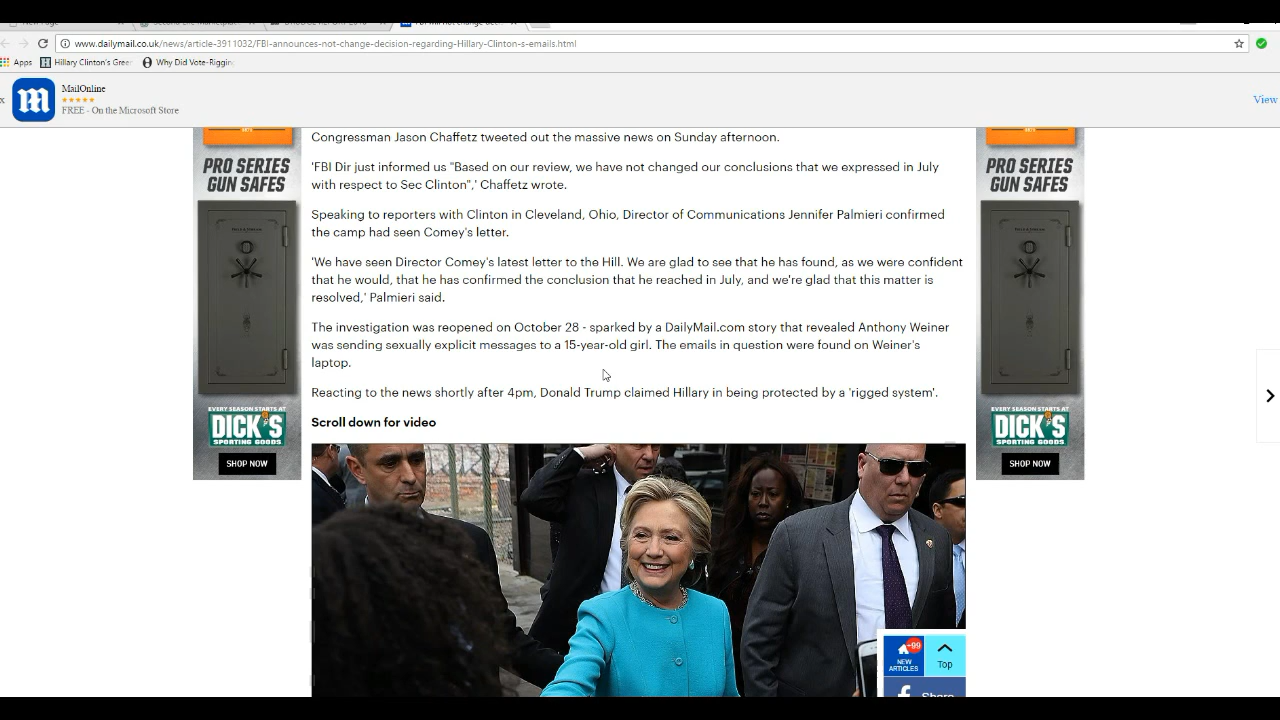 www.dailymail.co.uk/news/article-3911032/FBI-announces-not-change-decision-regarding-Hillary-Clinton-s-emails.html
Apps Hillary Clinton's Gree Why Did Vote-Riggin
MailOnline
FREE - On the Microsoft Store
x
View
Congressman Jason Chaffetz tweeted out the massive news on Sunday afternoon.
'FBI Dir just informed us "Based on our review, we have not changed our conclusions that we expressed in July
with respect to Sec Clinton",' Chaffetz wrote.
Speaking to reporters with Clinton in Cleveland, Ohio, Director of Communications Jennifer Palmieri confirmed
the camp had seen Comey's letter.
'We have seen Director Comey's latest letter to the Hill. We are glad to see that he has found, as we were confident
that he would, that he has confirmed the conclusion that he reached in July, and we're glad that this matter is
resolved,' Palmieri said.
The investigation was reopened on October 28 - sparked by a DailyMail.com story that revealed Anthony Weiner
was sending sexually explicit messages to a 15-year-old girl. The emails in question were found on Weiner's
laptop.
Reacting to the news shortly after 4pm, Donald Trump claimed Hillary in being protected by a 'rigged system'.
Scroll down for video
PRO SERIES
GUN SAFES
EVERY SEASON STARTS AT
DICK'S
SPORTING GOODS
SHOP NOW
PRO SERIES
GUN SAFES
EVERY SEASON STARTS AT
DICK'S
SPORTING GOODS
SHOP NOW
+99
NEW
ARTICLES
Top
Share